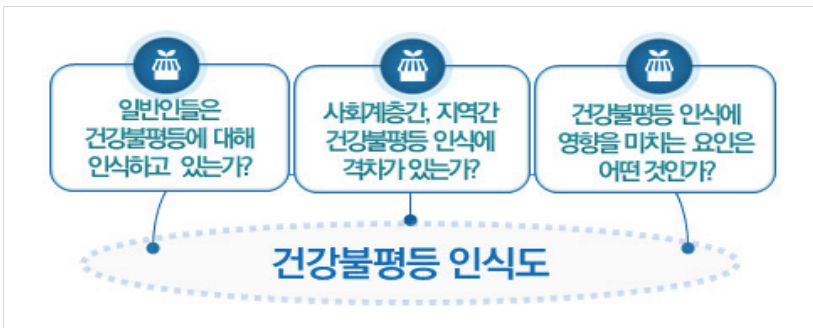 일반인들은
건강불평등에 대해
인식하고 있는가?
사회계층간, 지역간
건강불평등 인식에
격차가 있는가?
건강불평등 인식에
영향을 미치는 요인은
어떤 것인가?
건강불평등 인식도